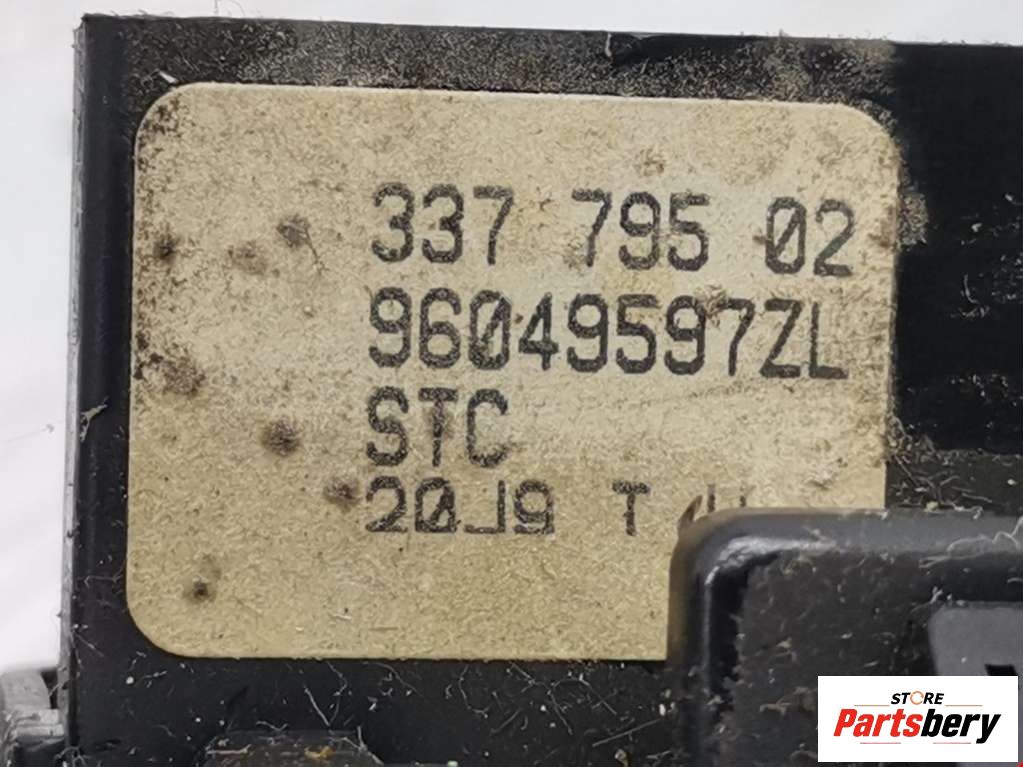 337 795 02
96049597ZL
STC
20J9 T
STORE
Partsbery